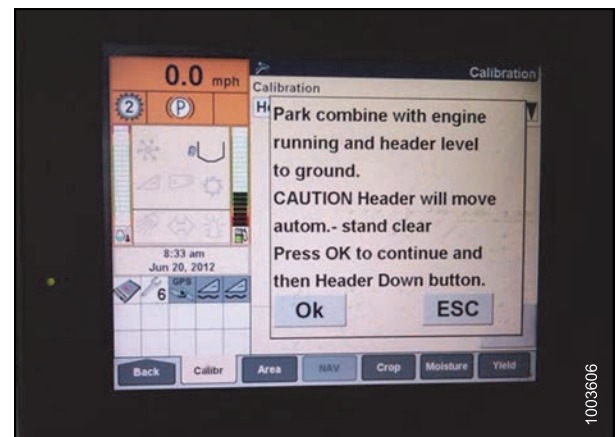 0.0 mph
Calibration
Calibration
2
P
He
Park combine with engine
running and header level
to ground.
CAUTION Header will move
autom.- stand clear
Press OK to continue and
then Header Down button.
Ok
ESC
8:33 am
Jun 20, 2012
6
GPS
Back
Calibr
Area
NAV
Crop
Moisture
Yield
1003606